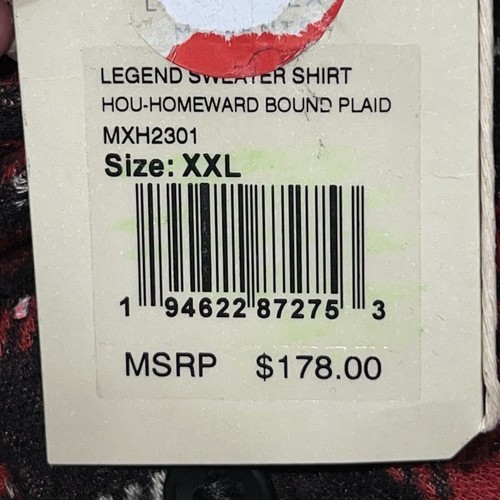 LEGEND SWEATER SHIRT
HOU-HOMEWARD BOUND PLAID
MXH2301
Size: XXL
1 94622 87275 3
MSRP $178.00